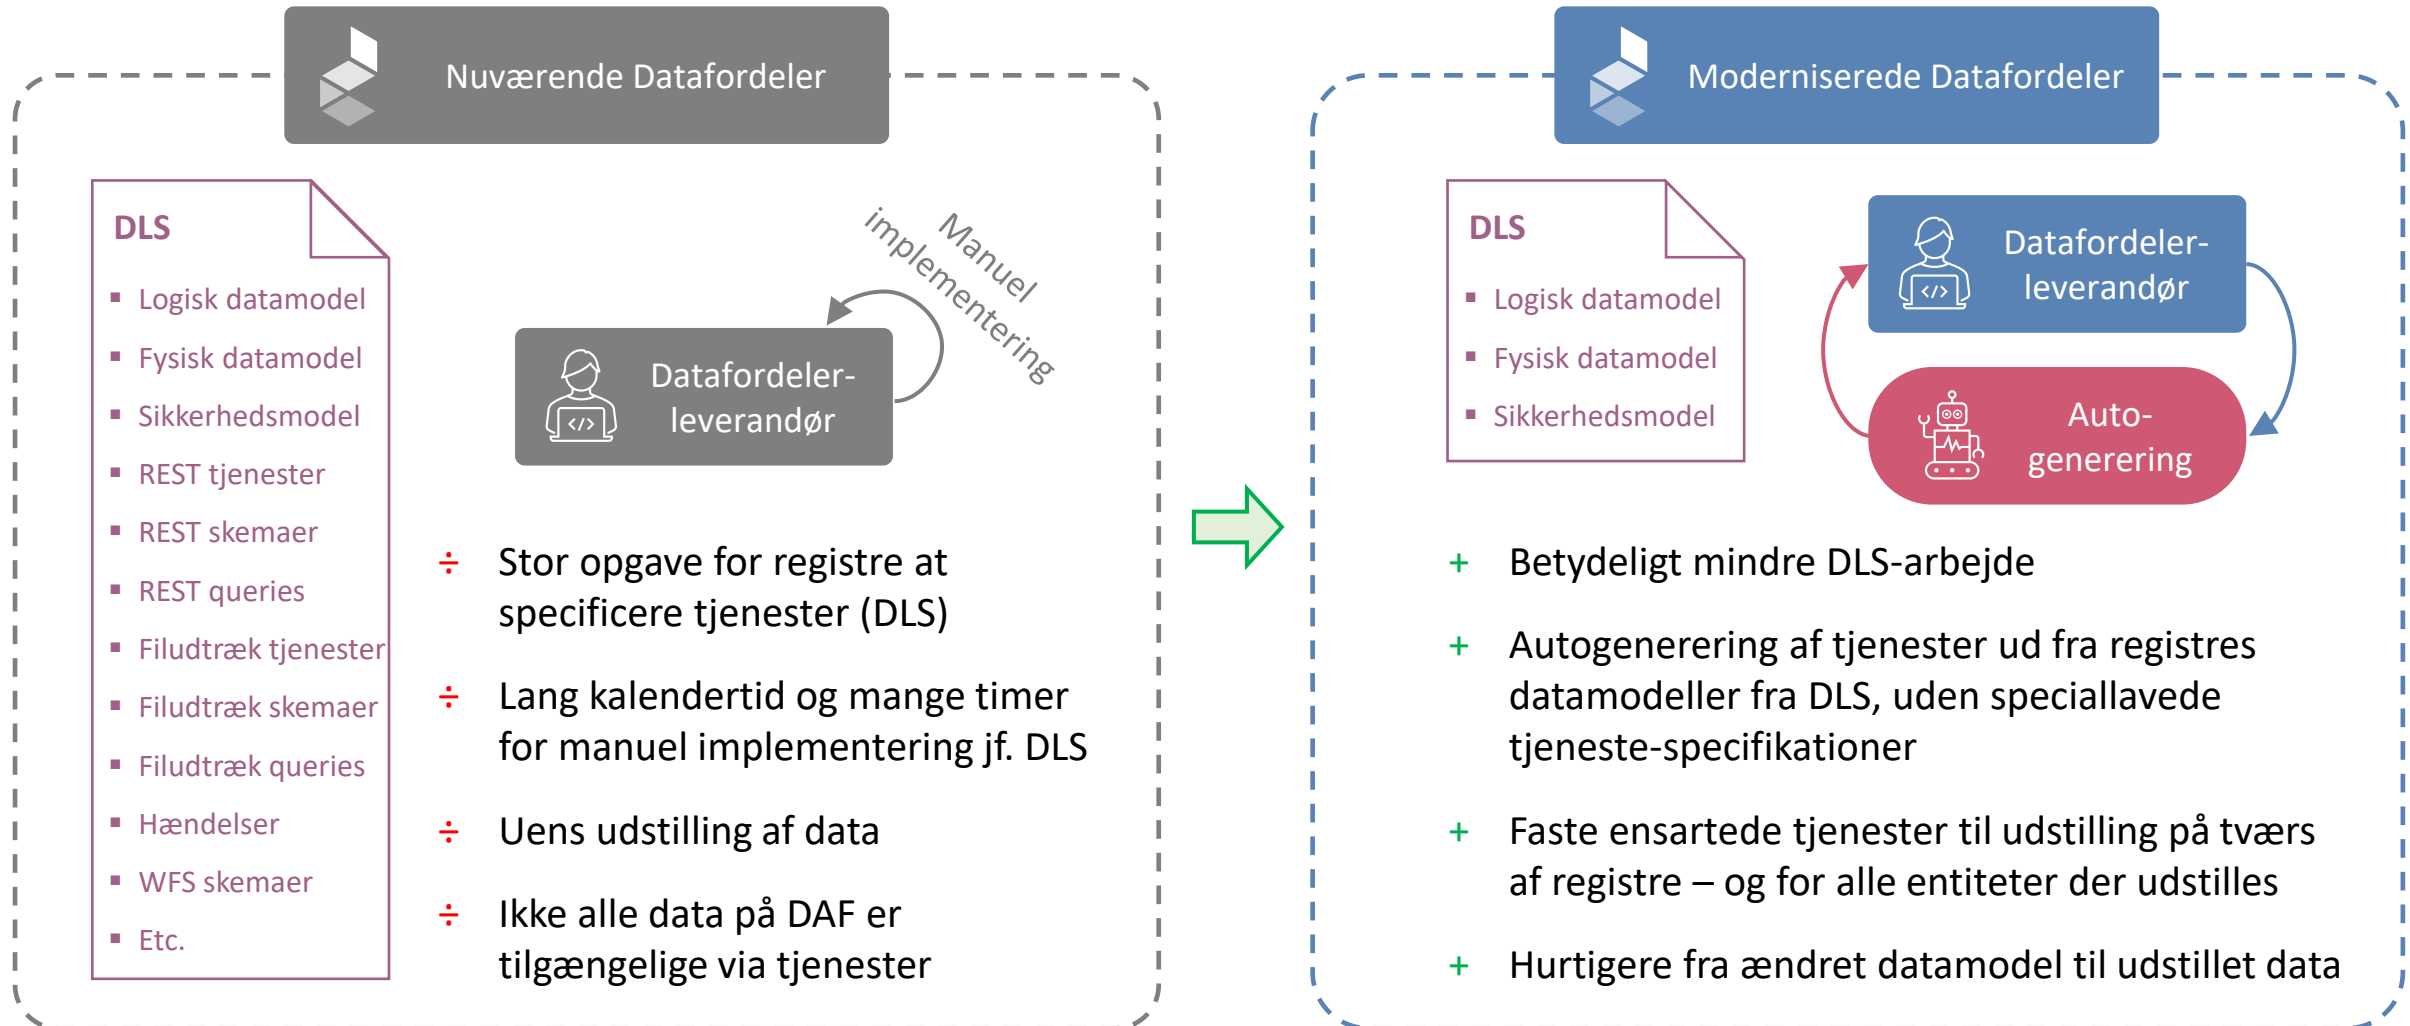 Nuværende Datafordeler
DLS
▪ Logisk datamodel
▪ Fysisk datamodel
▪ Sikkerhedsmodel
▪ REST tjenester
▪ REST skemaer
▪ REST queries
▪ Filudtræk tjenester
▪ Filudtræk skemaer
▪ Filudtræk queries
▪ Hændelser
▪ WFS skemaer
▪ Etc.
Manuel
implementering
Datafordeler-
leverandør
</>
÷ Stor opgave for registre at
specificere tjenester (DLS)
÷ Lang kalendertid og mange timer
for manuel implementering jf. DLS
÷ Uens udstilling af data
÷ Ikke alle data på DAF er
tilgængelige via tjenester
Moderniserede Datafordeler
DLS
▪ Logisk datamodel
▪ Fysisk datamodel
▪ Sikkerhedsmodel
Datafordeler-
leverandør
</>
Auto-
generering
+ Betydeligt mindre DLS-arbejde
+ Autogenerering af tjenester ud fra registres
datamodeller fra DLS, uden speciallavede
tjeneste-specifikationer
+ Faste ensartede tjenester til udstilling på tværs
af registre – og for alle entiteter der udstilles
+ Hurtigere fra ændret datamodel til udstillet data